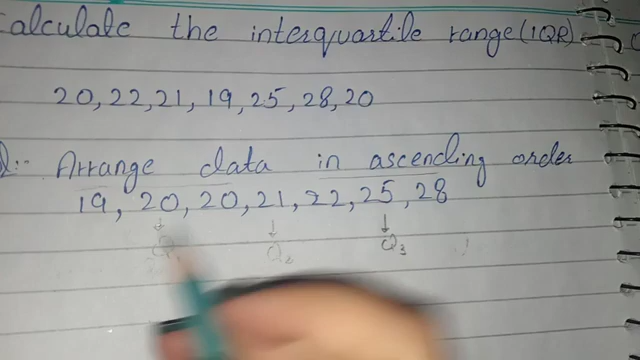 alculate the interquartile range (IQR)
20, 22, 21, 19, 25, 28, 20
:- Arrange data in ascending order
19, 20, 20, 21, 22, 25, 28
↓ ↓ ↓
Q₁ Q₂ Q₃